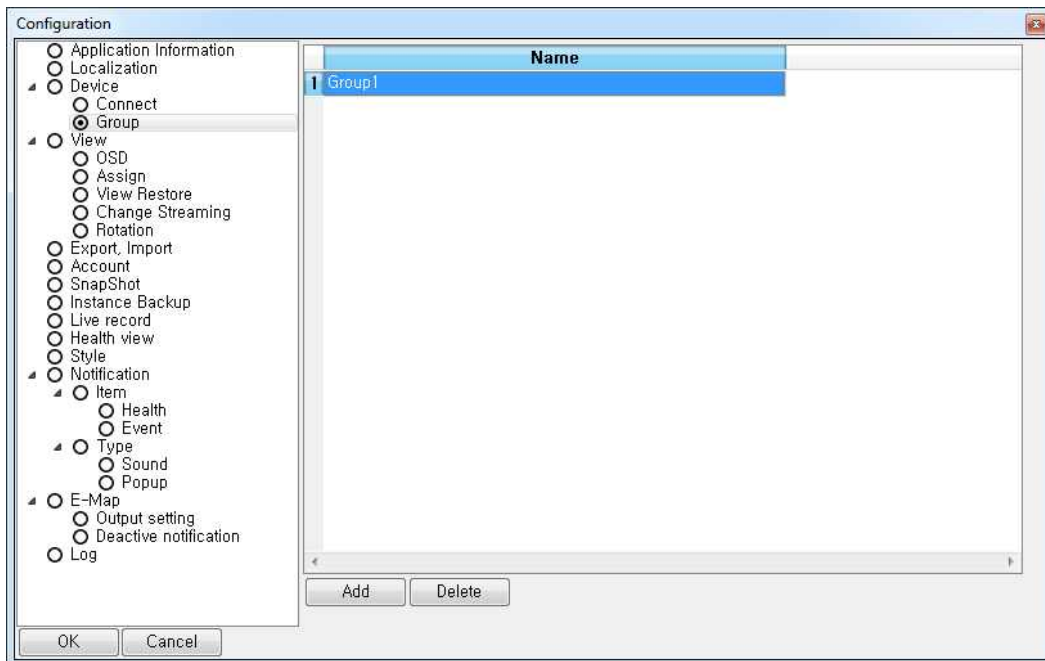 Configuration
Application Information
Localization
Device
Connect
Group
View
OSD
Assign
View Restore
Change Streaming
Rotation
Export, Import
Account
SnapShot
Instance Backup
Live record
Health view
Style
Notification
Item
Health
Event
Type
Sound
Popup
E-Map
Output setting
Deactive notification
Log
Name
1 Group1
Add Delete
OK Cancel